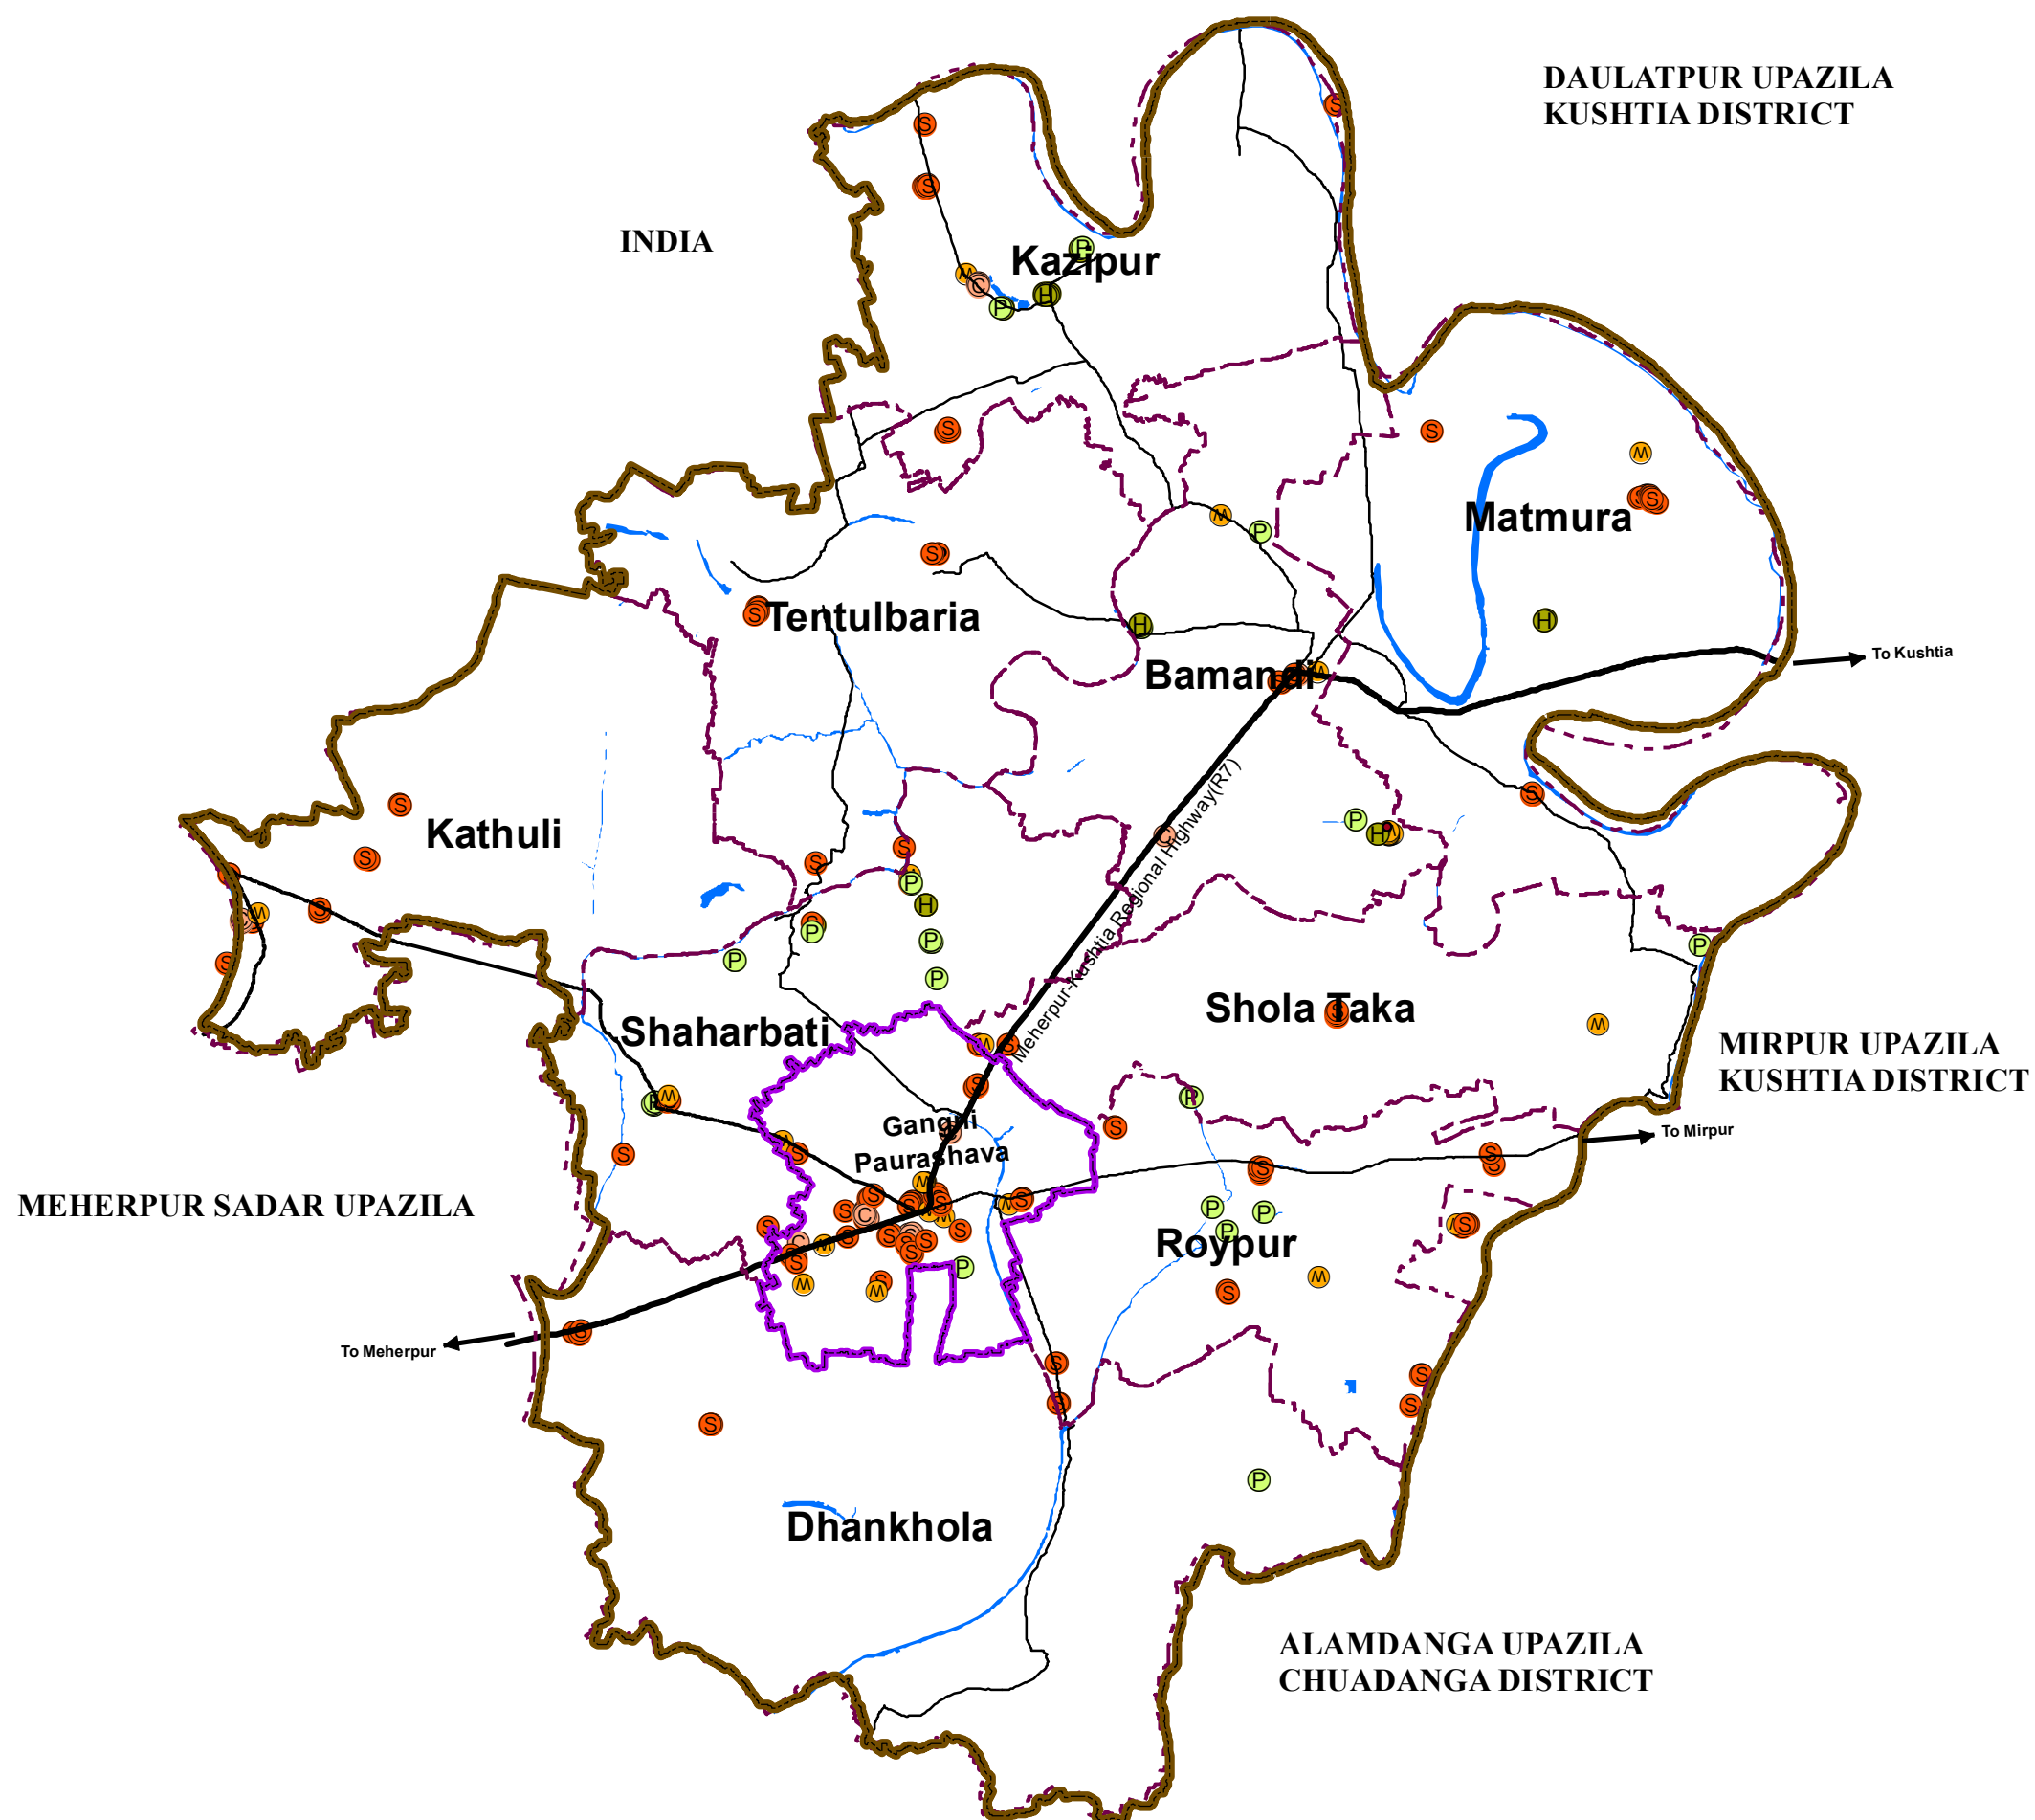 DAULATPUR UPAZILA
KUSHTIA DISTRICT
INDIA
Kazipur
Matmura
Tentulbaria
To Kushtia
Bamandi
Meherpur-Kushtia Regional Highway(R7)
Kathuli
Shola Taka
Shaharbati
MIRPUR UPAZILA
KUSHTIA DISTRICT
Gangni
Paurashava
To Mirpur
MEHERPUR SADAR UPAZILA
Roypur
To Meherpur
Dhankhola
ALAMDANGA UPAZILA
CHUADANGA DISTRICT